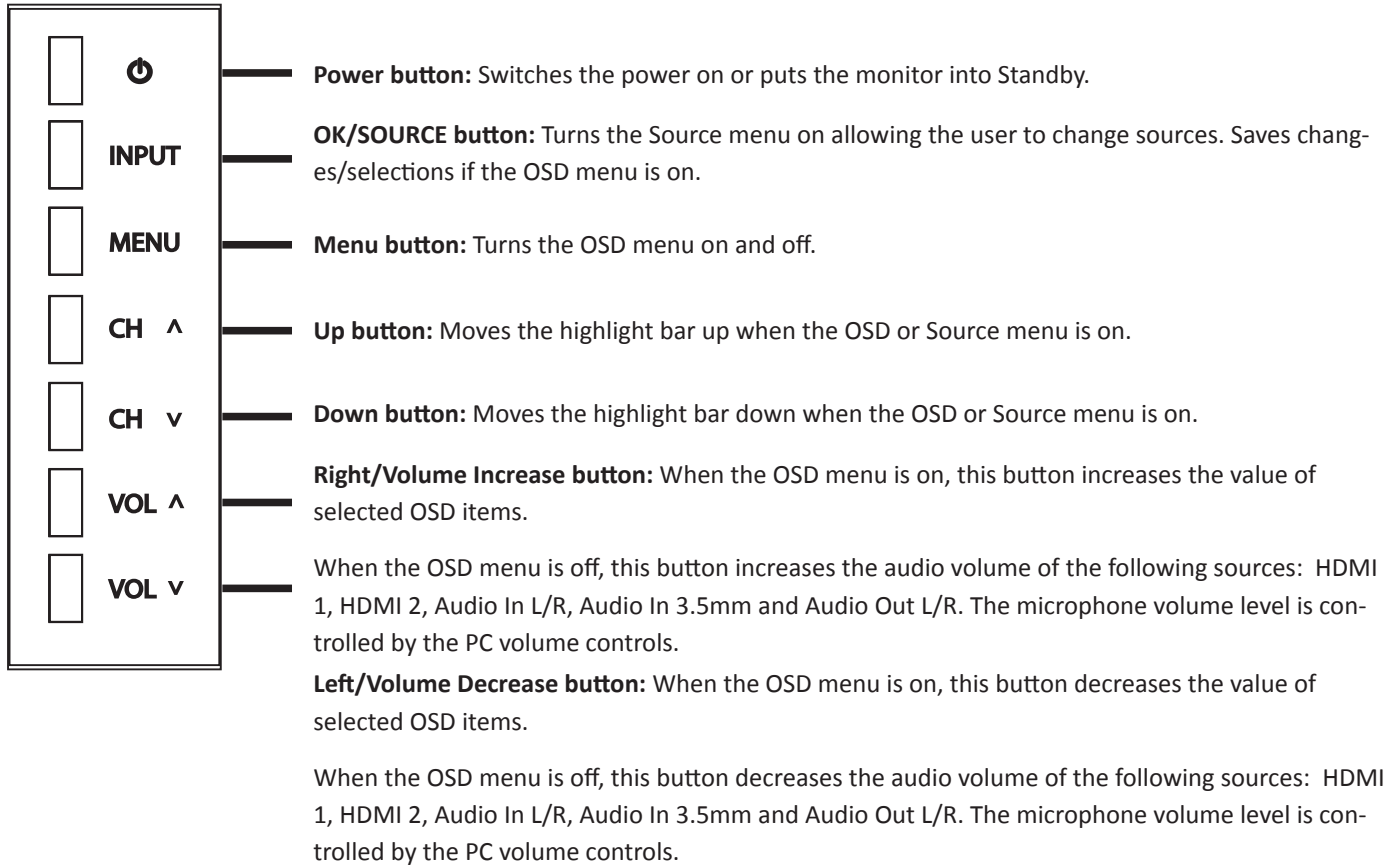 ⏻
Power button: Switches the power on or puts the monitor into Standby.
OK/SOURCE button: Turns the Source menu on allowing the user to change sources. Saves chang-
INPUT
es/selections if the OSD menu is on.
MENU
Menu button: Turns the OSD menu on and off.
CH ʌ
Up button: Moves the highlight bar up when the OSD or Source menu is on.
CH v
Down button: Moves the highlight bar down when the OSD or Source menu is on.
Right/Volume Increase button: When the OSD menu is on, this button increases the value of
VOL ʌ
selected OSD items.
When the OSD menu is off, this button increases the audio volume of the following sources:  HDMI
VOL v
1, HDMI 2, Audio In L/R, Audio In 3.5mm and Audio Out L/R. The microphone volume level is con-
trolled by the PC volume controls.
Left/Volume Decrease button: When the OSD menu is on, this button decreases the value of
selected OSD items.
When the OSD menu is off, this button decreases the audio volume of the following sources:  HDMI
1, HDMI 2, Audio In L/R, Audio In 3.5mm and Audio Out L/R. The microphone volume level is con-
trolled by the PC volume controls.